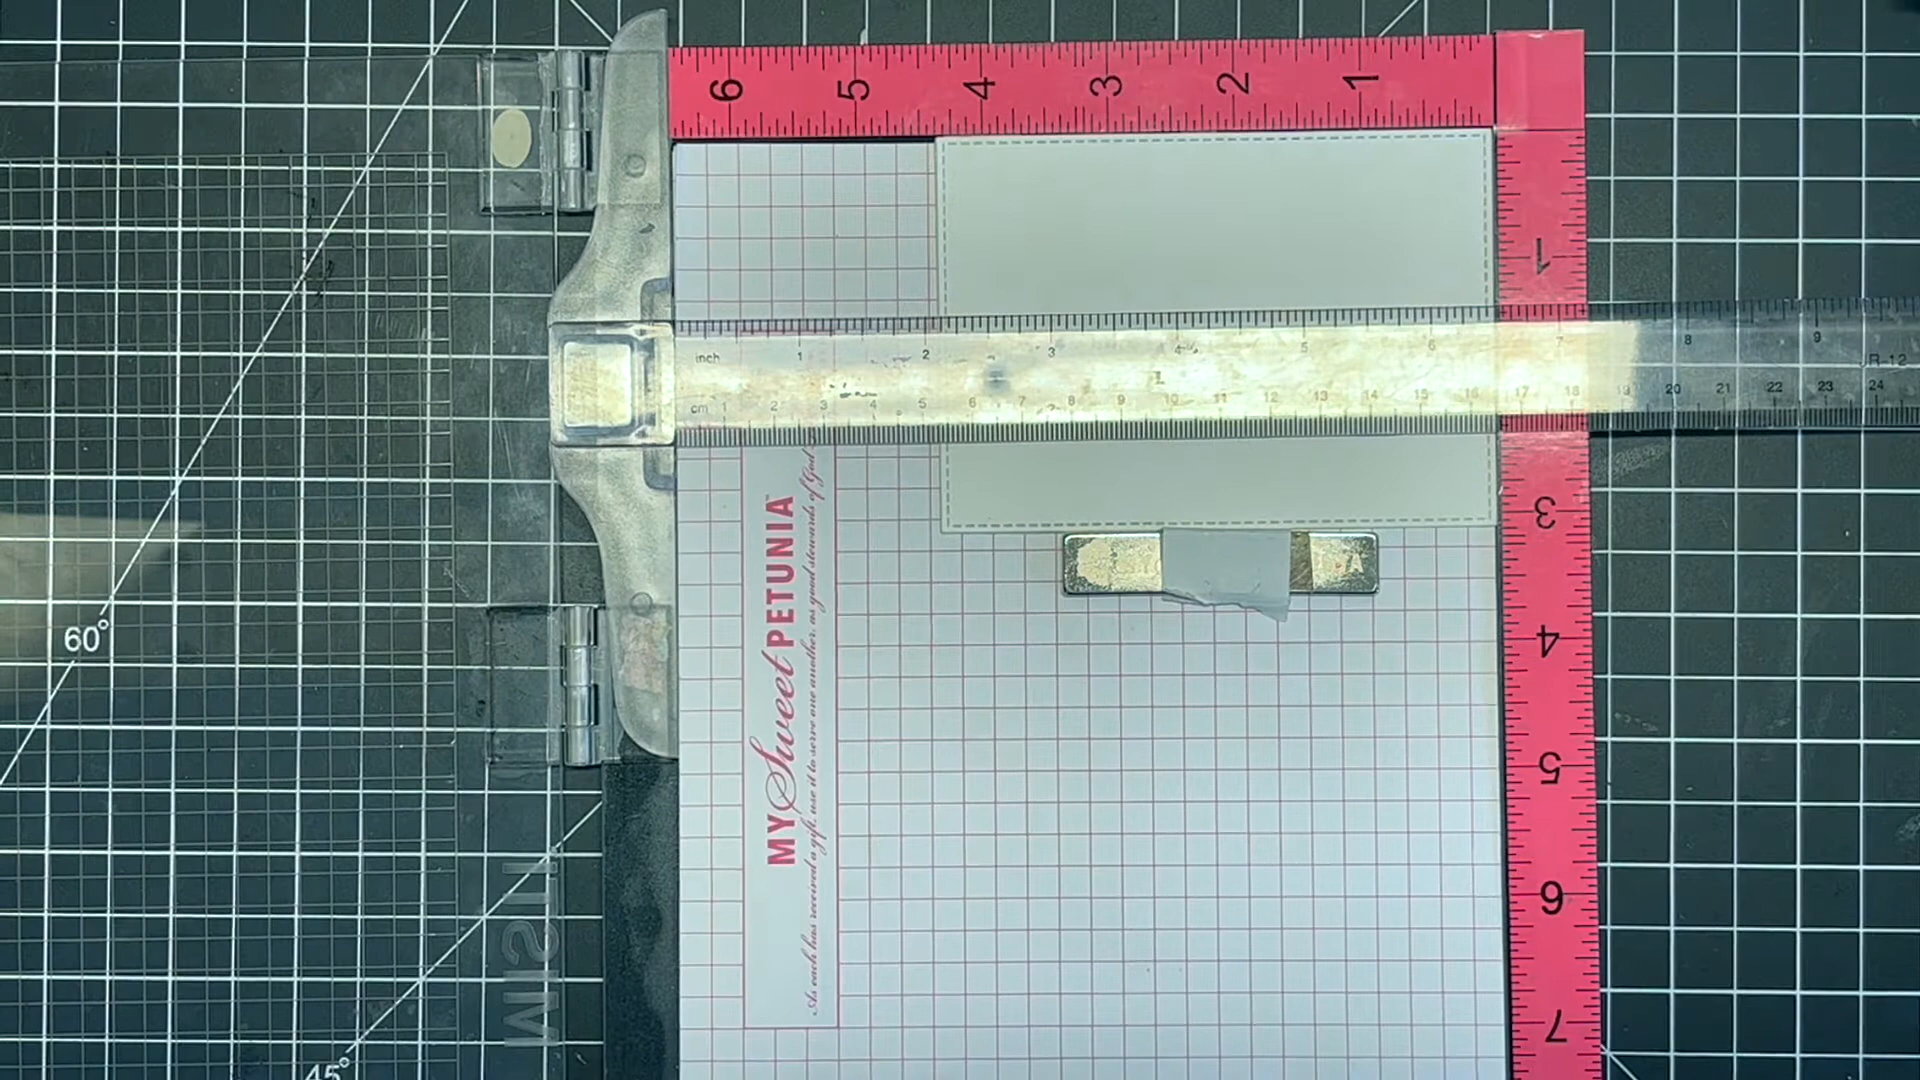 6 5 4 3 2 1
1
inch 1 2 3 4 5 6 7 8 9
JR-12
cm 1 2 3 4 5 6 7 8 9 10 11 12 13 14 15 16 17 18 19 20 21 22 23 24
3
4
5
6
7
MY Sweet PETUNIA™
As each has received a gift, use it to serve one another, as good stewards of God
60°
45°
MISTI